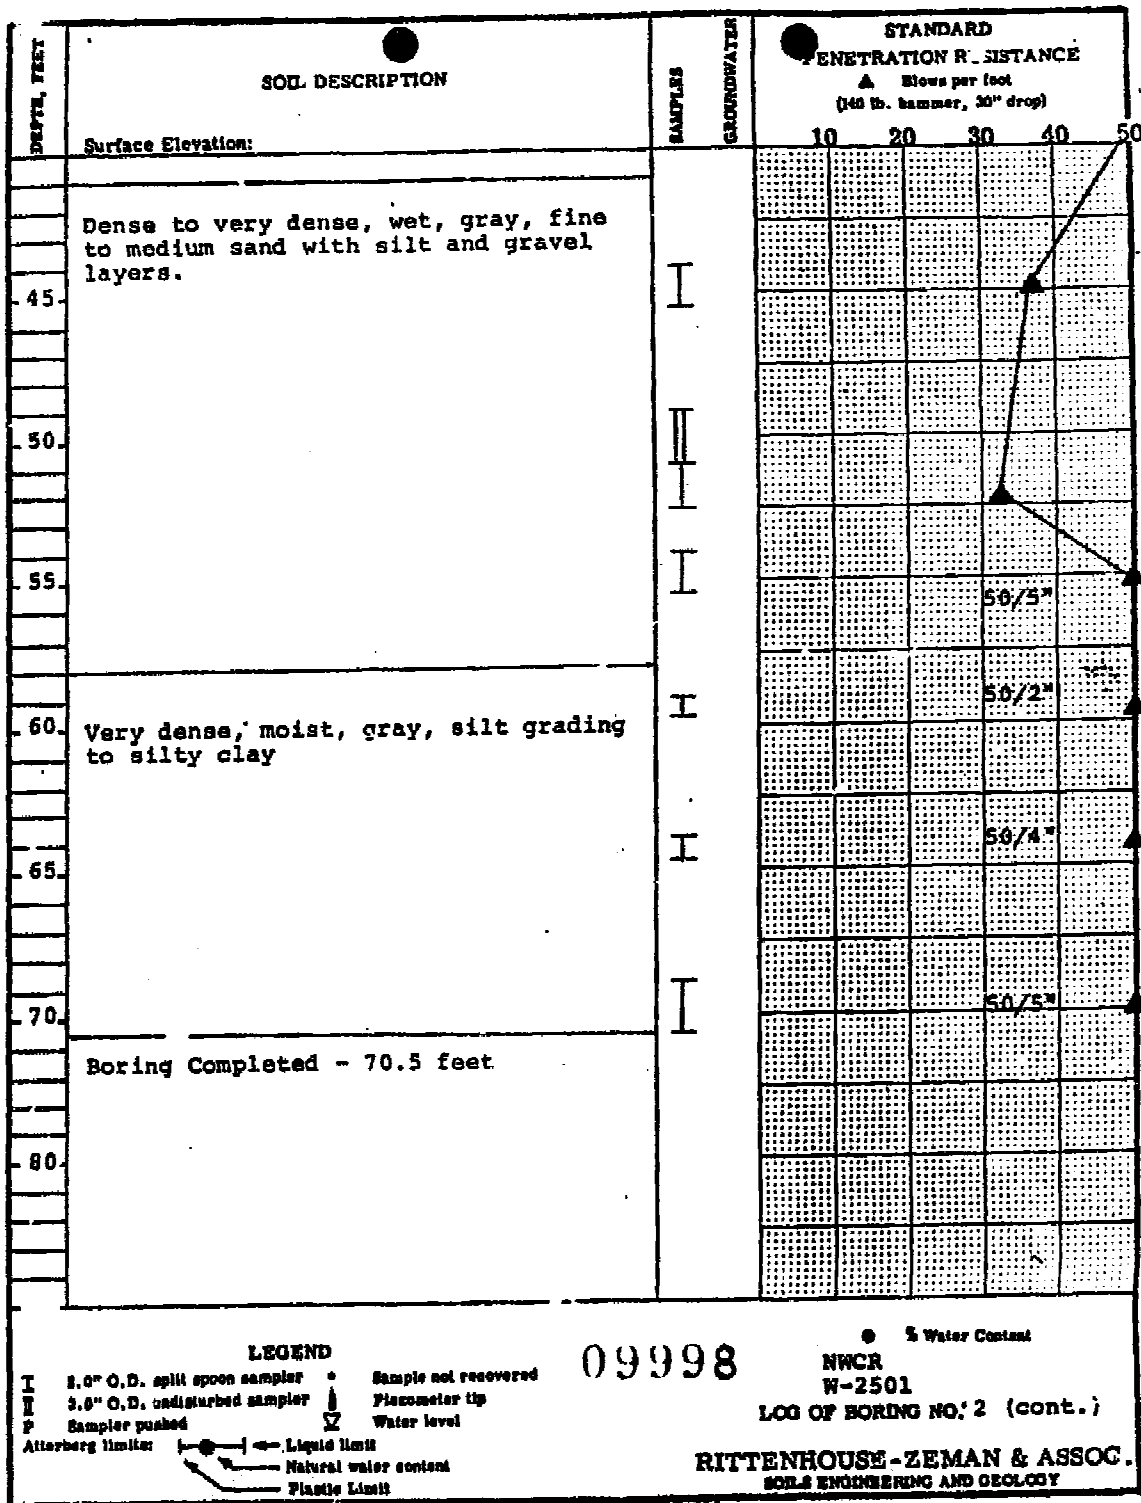 DEPTH, FEET
SOIL DESCRIPTION
Surface Elevation:
SAMPLES
GROUNDWATER
STANDARD
PENETRATION R SISTANCE
▲ Blows per foot
(140 lb. hammer, 30" drop)
10 20 30 40 50
Dense to very dense, wet, gray, fine
to medium sand with silt and gravel
layers.
45
50
55
50/5"
50/2"
60
Very dense, moist, gray, silt grading
to silty clay
50/4"
65
50/5"
70
Boring Completed - 70.5 feet
80
LEGEND
I 2.0" O.D. split spoon sampler * Sample not recovered
II 3.0" O.D. undisturbed sampler Piezometer tip
P Sampler pushed Water level
Atterberg limits: Liquid limit
Natural water content
Plastic Limit
09998
● % Water Content
NWCR
W-2501
LOG OF BORING NO. 2 (cont.)
RITTENHOUSE-ZEMAN & ASSOC.
SOILS ENGINEERING AND GEOLOGY